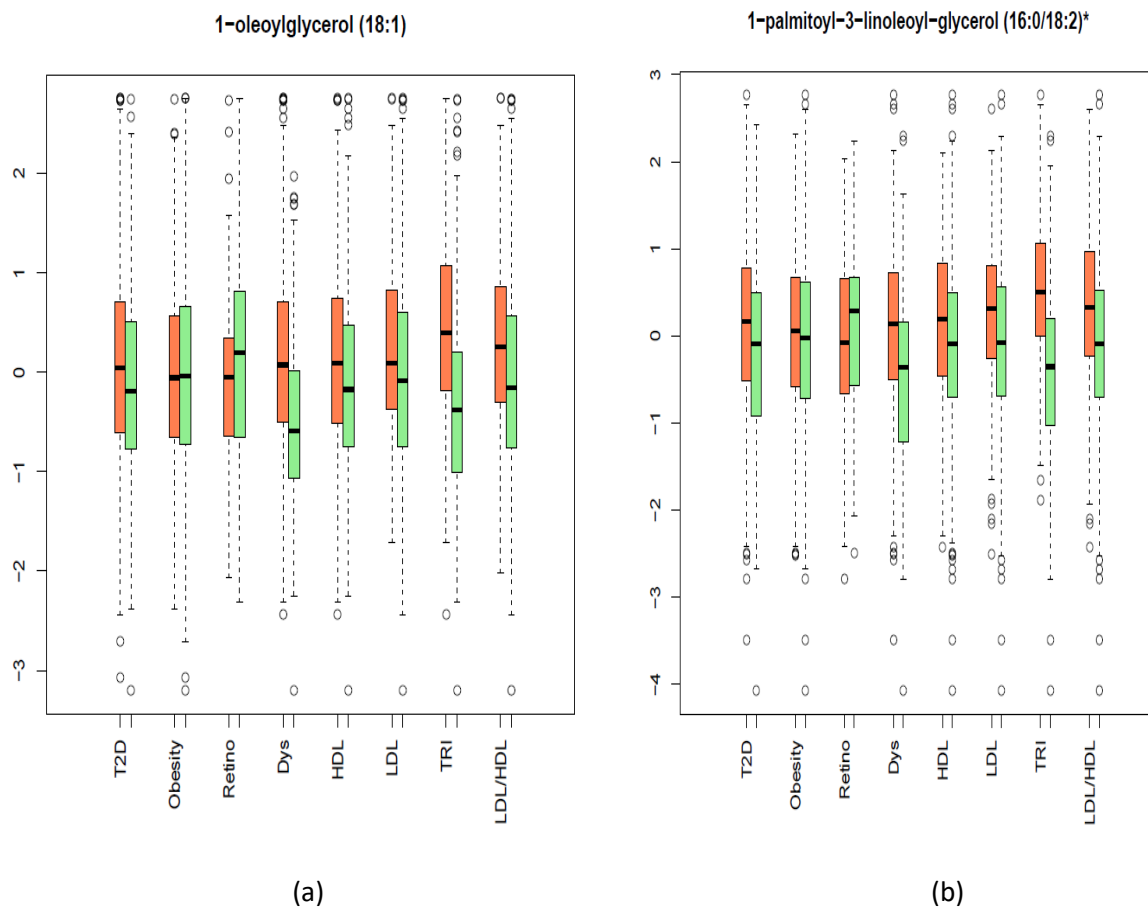 1−oleoylglycerol (18:1)
2
1
0
−1
−2
−3
T2D
Obesity
Retino
Dys
HDL
LDL
TRI
LDL/HDL
(a)
1−palmitoyl−3−linoleoyl−glycerol (16:0/18:2)*
3
2
1
0
−1
−2
−3
−4
T2D
Obesity
Retino
Dys
HDL
LDL
TRI
LDL/HDL
(b)